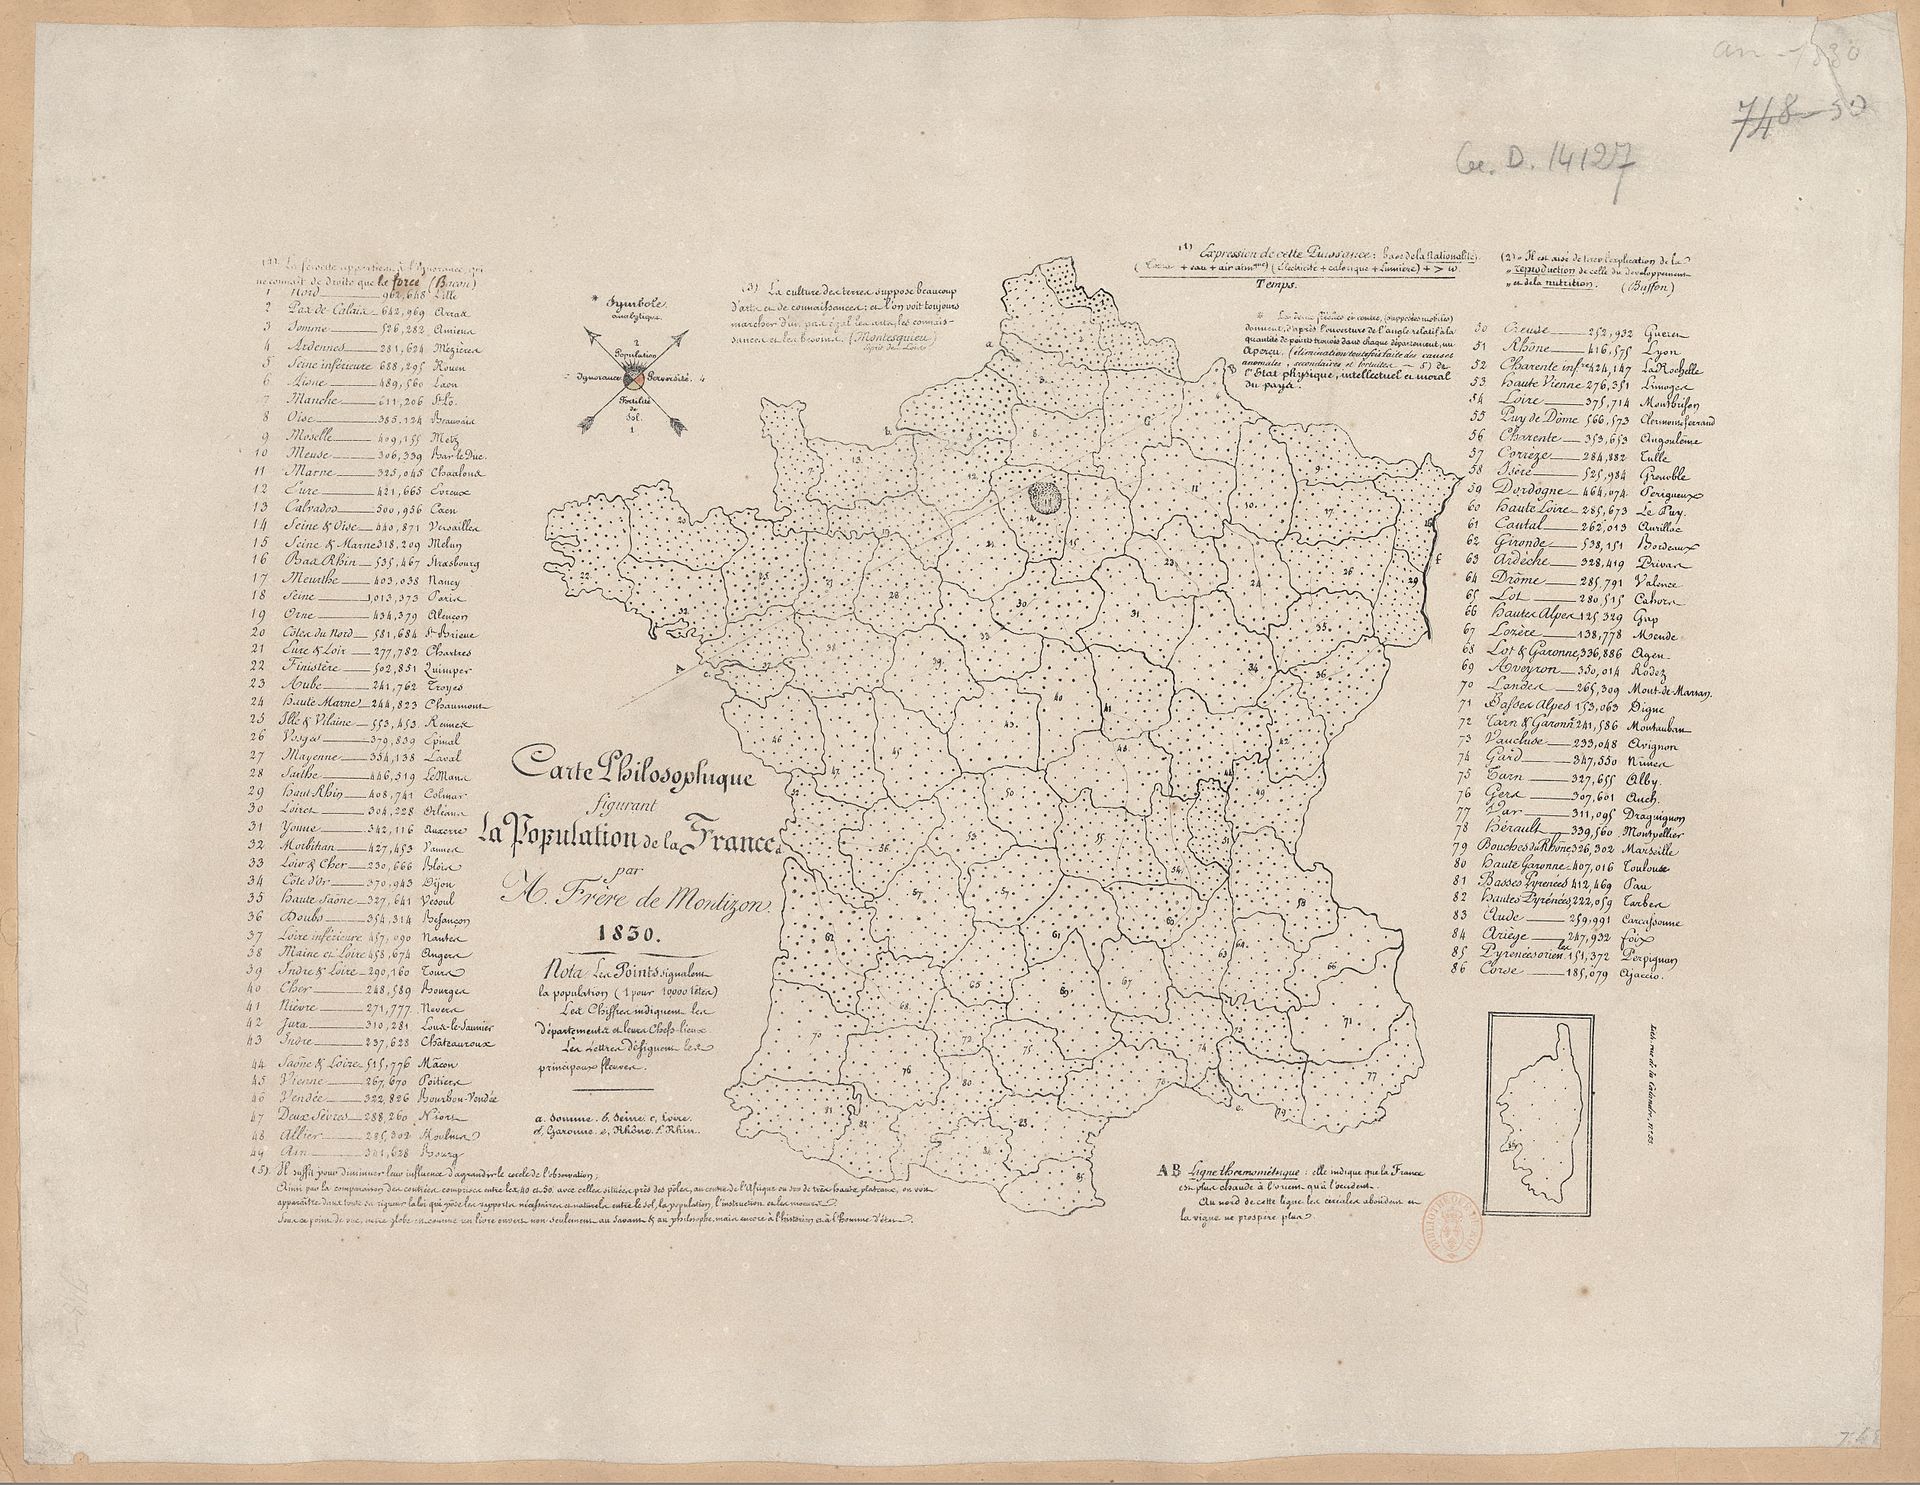 748-50
Ge. D. 14127
(4). La férocité appartient à l'Ignorance, qui
ne connait de droite que la force (Bacon)
1 Nord 962,648 Lille
2 Pas de Calais 642,969 Arras
3 Somme 526,282 Amiens
4 Ardennes 281,624 Mézières
5 Seine inférieure 688,295 Rouen
6 Aisne 489,560 Laon
7 Manche 611,206 St Lô.
8 Oise 385,124 Beauvais
9 Moselle 409,155 Metz
10 Meuse 306,339 Bar le Duc.
11 Marne 325,045 Chaalons
12 Eure 421,665 Evreux
13 Calvados 500,956 Caen
14 Seine & Oise 440,871 Versailles
15 Seine & Marne 318,209 Melun
16 Bas Rhin 535,467 Strasbourg
17 Meurthe 403,038 Nancy
18 Seine 1,013,373 Paris
19 Orne 434,379 Alençon
20 Côtes du Nord 581,684 St Brieuc
21 Eure & Loir 277,782 Chartres
22 Finistère 502,851 Quimper
23 Aube 241,762 Troyes
24 haute Marne 244,823 Chaumont
25 Ille & Vilaine 553,453 Rennes
26 Vosges 379,839 Epinal
27 Mayenne 354,138 Laval
28 Sarthe 446,519 Le Mans
29 haut Rhin 408,741 Colmar
30 Loiret 304,228 Orléans
31 Yonne 342,116 Auxerre
32 Morbihan 427,453 Vannes
33 Loir & Cher 230,666 Blois
34 Côte d'Or 370,943 Dijon
35 haute Saône 327,641 Vesoul
36 Doubs 254,314 Besançon
37 Loire inférieure 457,090 Nantes
38 Maine et Loire 458,674 Angers
39 Indre & Loire 290,160 Tours
40 Cher 248,589 Bourges
41 Nièvre 271,777 Nevers
42 Jura 310,281 Lons-le-Saunier
43 Indre 237,628 Châteauroux
44 Saône & Loire 515,776 Mâcon
45 Vienne 267,670 Poitiers
46 Vendée 322,826 Bourbon-Vendée
47 Deux Sèvres 288,260 Niort
48 Allier 285,302 Moulins
49 Ain 341,628 Bourg
(5) Il suffit pour diminuer leur influence d'agrandir le cercle de l'observation;
Ainsi par la comparaison des contrées comprises entre les 40 et 50. avec celles situées près des pôles, au centre de l'Afrique ou sur de très hauts plateaux, on voit
apparaître dans toute sa rigueur la loi qui pose les rapports nécessaires et naturels entre le sol, la population, l'instruction et les mœurs.
Sous ce point de vue, notre globe est comme un livre ouvert non seulement au Savant & au philosophe, mais encore à l'historien et à l'homme d'état.
* Symbole
analytique.
2
Population
Ignorance Perversité. 4
Fertilité
du
Sol.
1
(3) La culture des terres suppose beaucoup
d'arts et de connaissances; et l'on voit toujours
marcher d'un pas égal les arts, les connais-
sances et les besoins. (Montesquieu)
Esprit des Lois
(1) Expression de cette Puissance: base de la Nationalité.
+ eau + air atm (électricité + calorique + lumière) + > w
Temps.
(2) Il est aisé de tirer l'explication de la
reproduction de celle du développement
et de la nutrition. (Buffon)
* Les deux flèches en centre, (supposées mobiles)
donnent, d'après l'ouverture de l'angle relatif à la
quantité de points trouvés dans chaque département, un
Aperçu, (élimination toutefois faite des causes
anomales, secondaires et fortuites — 5) de
l'Etat physique, intellectuel et moral
du pays.
Carte Philosophique
figurant
La Population de la France,
par
A. Frère de Montizon.
1830.
Nota. Les Points signalent
la population (1 pour 10000 têtes)
Les Chiffres indiquent les
départements et leurs Chefs-lieux
Les Lettres désignent les
principaux fleuves.
a. Somme. b. Seine. c. Loire.
d. Garonne. e. Rhône. f. Rhin.
50 Creuse 252,932 Gueret
51 Rhône 416,575 Lyon
52 Charente infre 424,147 La Rochelle
53 haute Vienne 276,351 Limoges
54 Loire 375,714 Montbrison
55 Puy de Dôme 566,573 Clermont ferrand
56 Charente 353,653 Angoulême
57 Corrèze 284,882 Tulle
58 Isère 525,984 Grenoble
59 Dordogne 464,074 Périgueux
60 haute Loire 285,673 Le Puy.
61 Cantal 262,013 Aurillac
62 Gironde 538,151 Bordeaux
63 Ardèche 328,419 Privas
64 Drôme 285,791 Valence
65 Lot 280,515 Cahors
66 hautes Alpes 125,329 Gap
67 Lozère 138,778 Mende
68 Lot & Garonne 336,886 Agen
69 Aveyron 350,014 Rodez
70 Landes 265,309 Mont-de-Marsan.
71 Basses Alpes 153,063 Digne
72 Tarn & Garonne 241,586 Montauban
73 Vaucluse 233,048 Avignon
74 Gard 347,550 Nimes
75 Tarn 327,655 Alby.
76 Gers 307,601 Auch.
77 Var 311,095 Draguignan
78 Hérault 339,560 Montpellier
79 Bouches du Rhône 326,302 Marseille
80 haute Garonne 407,016 Toulouse
81 Basses Pyrenées 412,469 Pau
82 hautes Pyrénées 222,059 Tarbes
83 Aude 259,991 Carcassonne
84 Ariège 247,932 Foix
85 Pyrenées orienles 151,372 Perpignan
86 Corse 185,079 Ajaccio.
AB Ligne thermométrique: elle indique que la France
est plus chaude à l'orient qu'à l'occident.
Au nord de cette ligne les céréales abondent et
la vigne ne prospère plus.